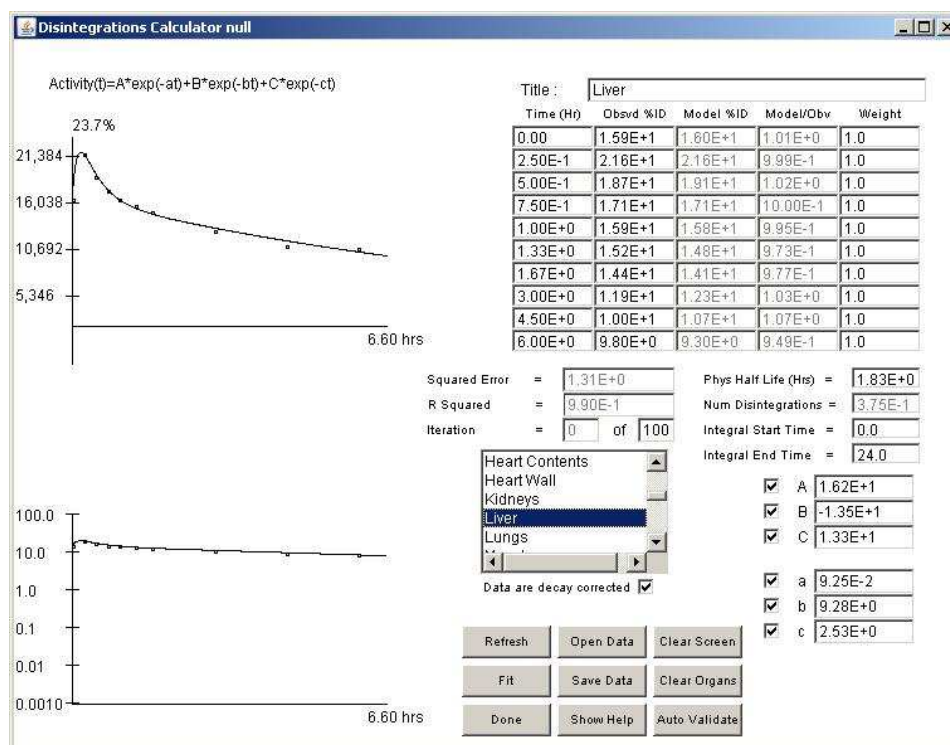 Disintegrations Calculator null
Activity(t)=A*exp(-at)+B*exp(-bt)+C*exp(-ct)
23.7%
21,384
16,038
10,692
5,346
6.60 hrs
Title : Liver
Time (Hr) Obsvd %ID Model %ID Model/Obv Weight
0.00 1.59E+1 1.60E+1 1.01E+0 1.0
2.50E-1 2.16E+1 2.16E+1 9.99E-1 1.0
5.00E-1 1.87E+1 1.91E+1 1.02E+0 1.0
7.50E-1 1.71E+1 1.71E+1 10.00E-1 1.0
1.00E+0 1.59E+1 1.58E+1 9.95E-1 1.0
1.33E+0 1.52E+1 1.48E+1 9.73E-1 1.0
1.67E+0 1.44E+1 1.41E+1 9.77E-1 1.0
3.00E+0 1.19E+1 1.23E+1 1.03E+0 1.0
4.50E+0 1.00E+1 1.07E+1 1.07E+0 1.0
6.00E+0 9.80E+0 9.30E+0 9.49E-1 1.0
Squared Error = 1.31E+0
R Squared = 9.90E-1
Iteration = 0 of 100
Phys Half Life (Hrs) = 1.83E+0
Num Disintegrations = 3.75E-1
Integral Start Time = 0.0
Integral End Time = 24.0
Heart Contents
Heart Wall
Kidneys
Liver
Lungs
Data are decay corrected
A 1.62E+1
B -1.35E+1
C 1.33E+1
a 9.25E-2
b 9.28E+0
c 2.53E+0
100.0
10.0
1.0
0.1
0.01
0.0010
6.60 hrs
Refresh Open Data Clear Screen
Fit Save Data Clear Organs
Done Show Help Auto Validate